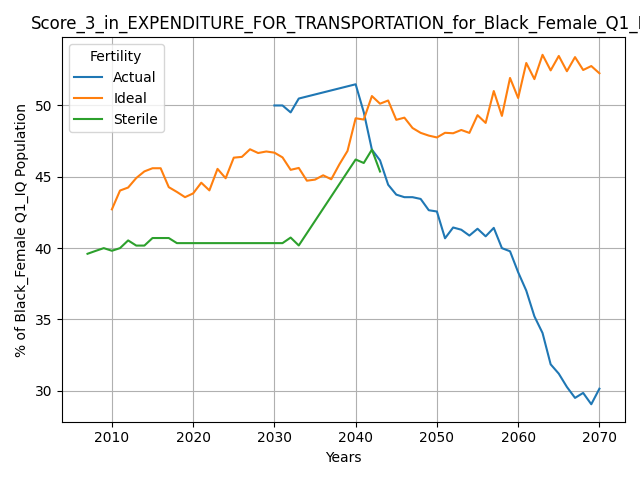 Score_3_in_EXPENDITURE_FOR_TRANSPORTATION_for_Black_Female_Q1_I
Fertility
Actual
Ideal
Sterile
% of Black_Female Q1_IQ Population
50
45
40
35
30
2010 2020 2030 2040 2050 2060 2070
Years